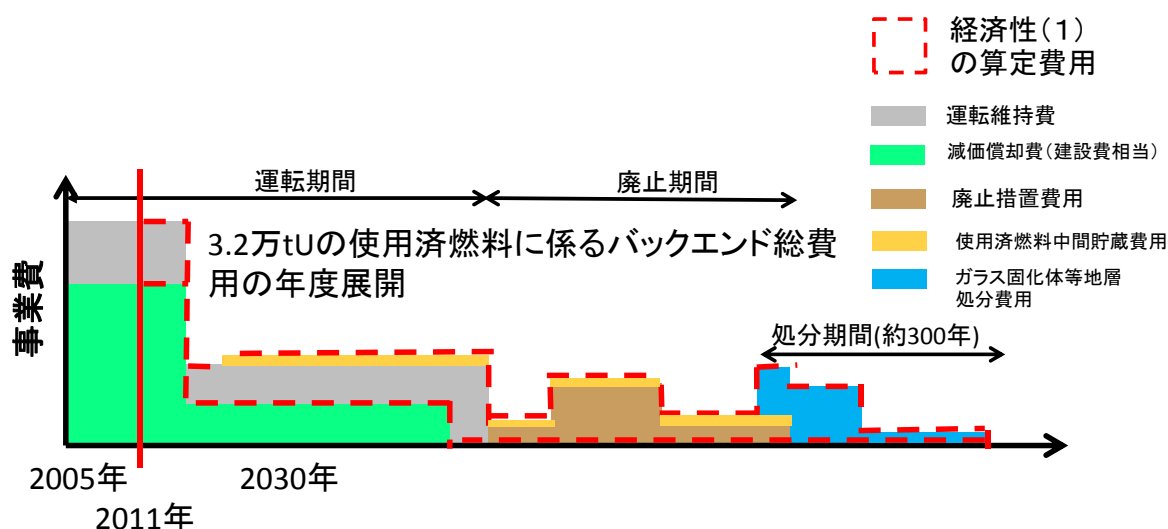 経済性（1）
の算定費用
運転維持費
減価償却費（建設費相当）
廃止措置費用
使用済燃料中間貯蔵費用
ガラス固化体等地層
処分費用
運転期間
廃止期間
3.2万tUの使用済燃料に係るバックエンド総費
用の年度展開
事業費
処分期間(約300年)
2005年
2030年
2011年